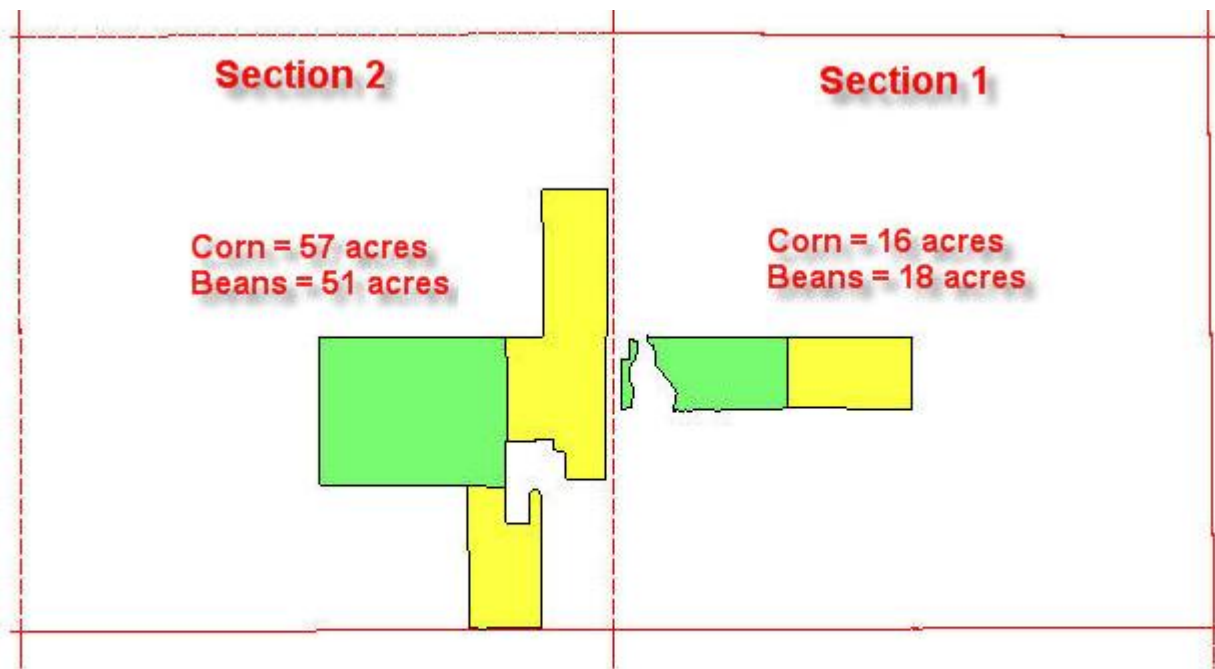 Section 2
Section 1
Corn = 57 acres
Beans = 51 acres
Corn = 16 acres
Beans = 18 acres